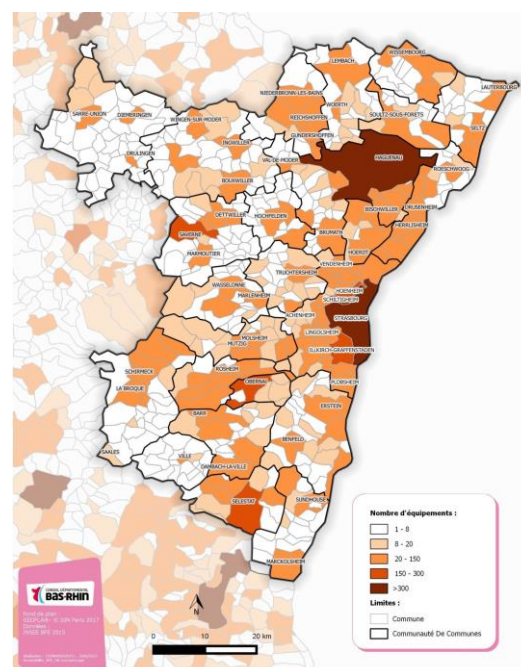 WISSEMBOURG
LEMBACH
LAUTERBOURG
NIEDERBRONN-LES-BAINS
WOERTH
SARRE-UNION
DIEMERINGEN
REICHSHOFFEN
SOULTZ-SOUS-FORETS
WINGEN-SUR-MODER
SELTZ
GUNDERSHOFFEN
INGWILLER
DRULINGEN
VAL-DE-MODER
HAGUENAU
ROESCHWOOG
BOUXWILLER
DETTWILLER
HOCHFELDEN
BISCHWILLER
DRUSENHEIM
HERRLISHEIM
SAVERNE
BRUMATH
MARMOUTIER
HOERDT
VENDENHEIM
TRUCHTERSHEIM
WASSELONNE
HOENHEIM
MARLENHEIM
SCHILTIGHEIM
ACHENHEIM
STRASBOURG
LINGOLSHEIM
MOLSHEIM
MUTZIG
ILLKIRCH-GRAFFENSTADEN
ROSHEIM
SCHIRMECK
OBERNAI
PLOBSHEIM
LA BROQUE
ERSTEIN
BARR
BENFELD
SAALES
VILLE
DAMBACH-LA-VILLE
SELESTAT
SUNDHOUSE
MARCKOLSHEIM
Nombre d'équipements :
1 - 8
8 - 20
20 - 150
150 - 300
>300
Limites :
Commune
Communauté De Communes
CONSEIL DÉPARTEMENTAL
BAS-RHIN
Fond de plan :
Données :
N
0 10 20 km